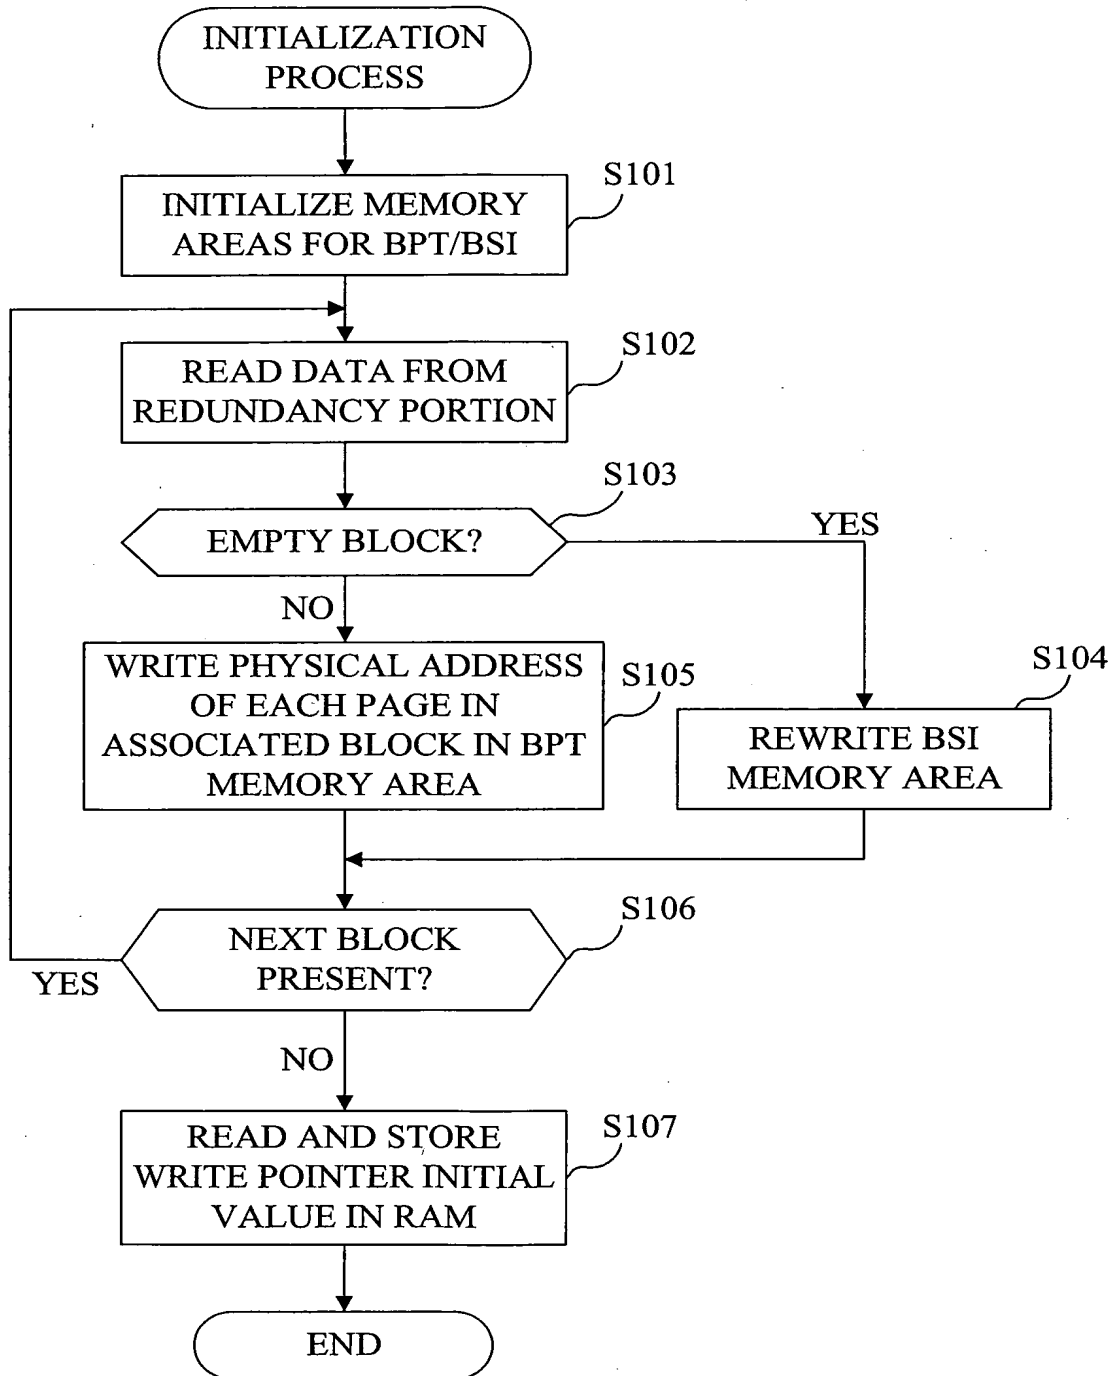 INITIALIZATION
PROCESS
S101
INITIALIZE MEMORY
AREAS FOR BPT/BSI
S102
READ DATA FROM
REDUNDANCY PORTION
S103
EMPTY BLOCK?
YES
NO
WRITE PHYSICAL ADDRESS
OF EACH PAGE IN
ASSOCIATED BLOCK IN BPT
MEMORY AREA
S105
S104
REWRITE BSI
MEMORY AREA
S106
NEXT BLOCK
PRESENT?
YES
NO
S107
READ AND STORE
WRITE POINTER INITIAL
VALUE IN RAM
END